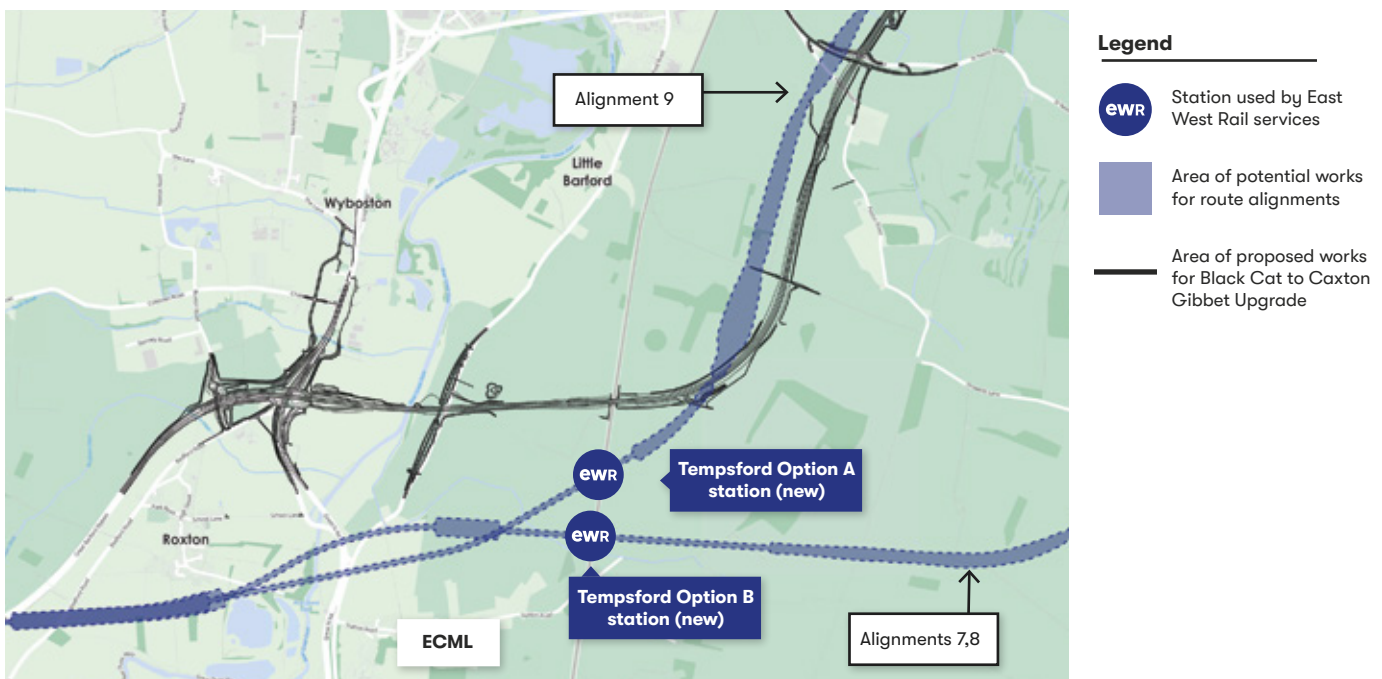 Alignment 9
Little
Barford
Wyboston
Tempsford Option A
station (new)
ewR
ewR
Roxton
Tempsford Option B
station (new)
ECML
Alignments 7,8
Legend
ewR
Station used by East
West Rail services
Area of potential works
for route alignments
Area of proposed works
for Black Cat to Caxton
Gibbet Upgrade